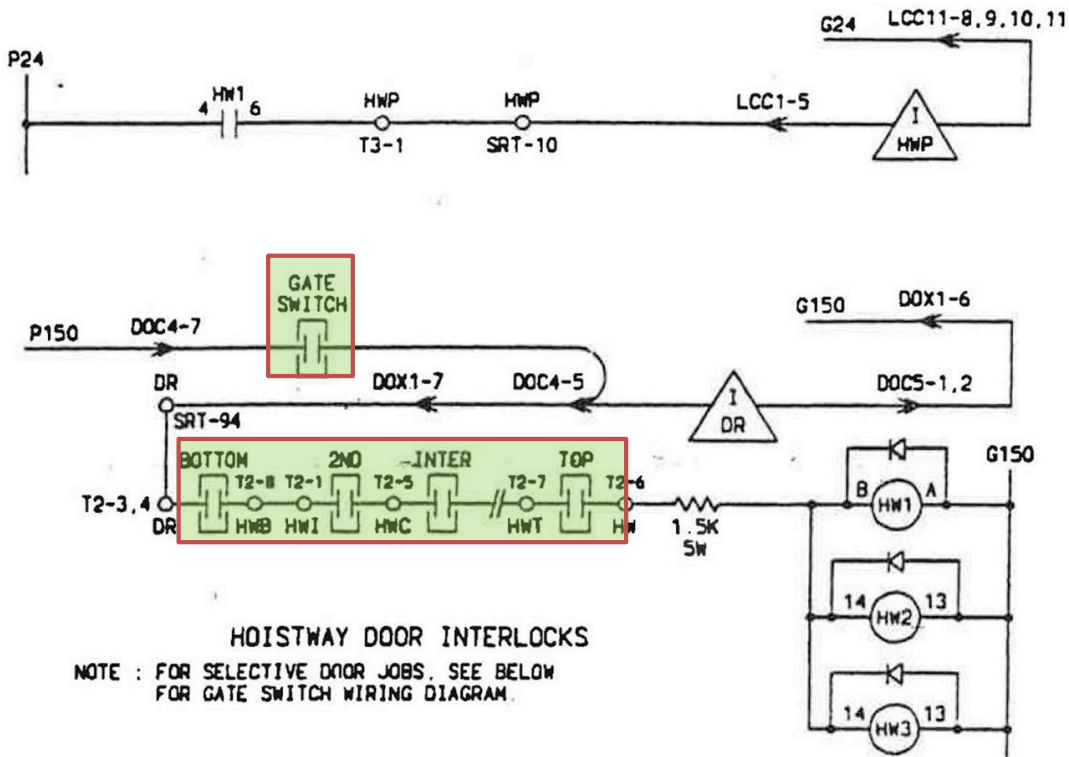 G24
LCC11-8,9,10,11
P24
HW1
4 6
HWP
T3-1
HWP
SRT-10
LCC1-5
I
HWP
GATE
SWITCH
P150
DOC4-7
G150
DOX1-6
DR
DOX1-7
DOC4-5
I
DR
DOC5-1,2
SRT-94
BOTTOM
2ND
INTER
TOP
G150
T2-3,4
DR
T2-8
HWB
T2-1
HWI
T2-5
HWC
T2-7
HWT
T2-6
HW
1.5K
5W
B
HW1
A
14
HW2
13
14
HW3
13
HOISTWAY DOOR INTERLOCKS
NOTE : FOR SELECTIVE DOOR JOBS, SEE BELOW
FOR GATE SWITCH WIRING DIAGRAM.